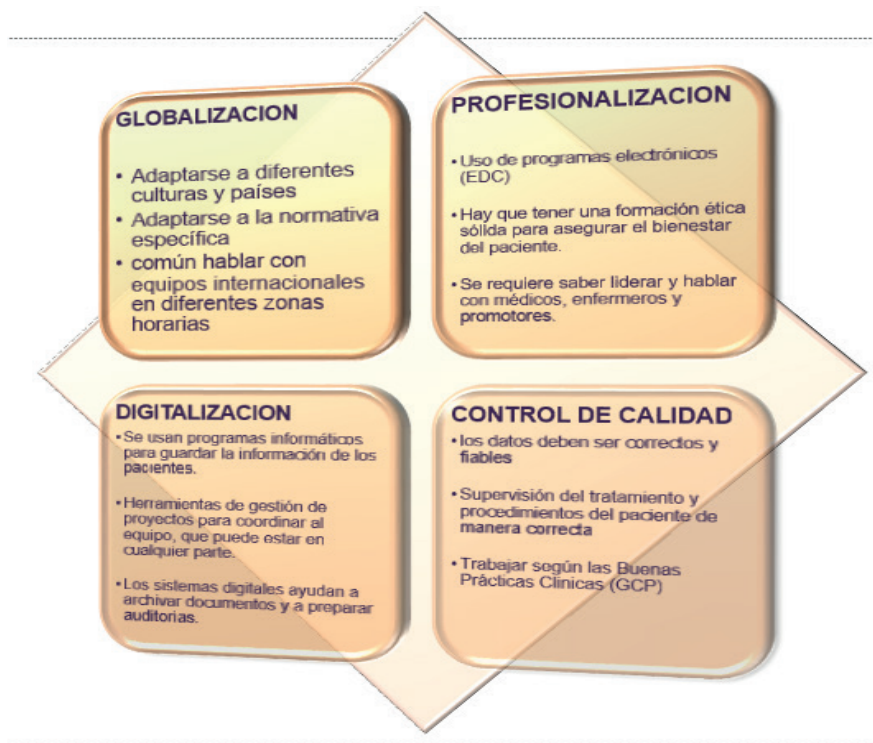 GLOBALIZACION
• Adaptarse a diferentes
culturas y países
• Adaptarse a la normativa
específica
• común hablar con
equipos internacionales
en diferentes zonas
horarias
PROFESIONALIZACION
• Uso de programas electrónicos
(EDC)
• Hay que tener una formación ética
sólida para asegurar el bienestar
del paciente.
• Se requiere saber liderar y hablar
con médicos, enfermeros y
promotores.
DIGITALIZACION
• Se usan programas informáticos
para guardar la información de los
pacientes.
• Herramientas de gestión de
proyectos para coordinar al
equipo, que puede estar en
cualquier parte.
• Los sistemas digitales ayudan a
archivar documentos y a preparar
auditorias.
CONTROL DE CALIDAD
• los datos deben ser correctos y
fiables
• Supervisión del tratamiento y
procedimientos del paciente de
manera correcta
• Trabajar según las Buenas
Prácticas Clínicas (GCP)